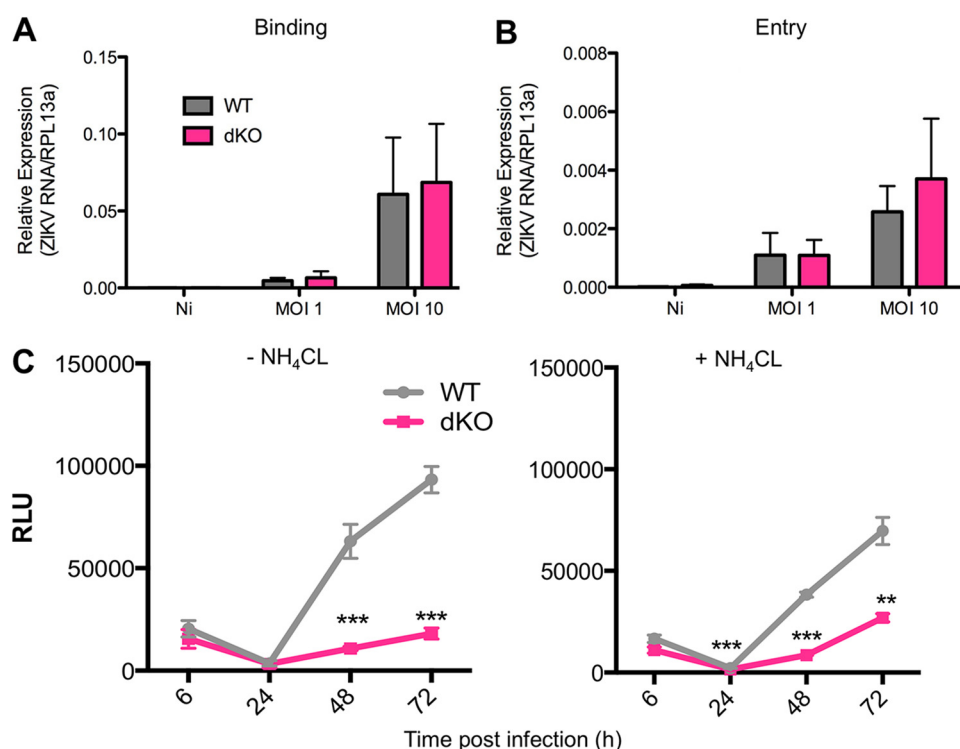 A
Binding
Relative Expression
(ZIKV RNA/RPL13a)
0.15
0.10
0.05
0.00
WT
dKO
Ni
MOI 1
MOI 10
B
Entry
Relative Expression
(ZIKV RNA/RPL13a)
0.008
0.006
0.004
0.002
0.000
Ni
MOI 1
MOI 10
C
- NH₄CL
RLU
150000
100000
50000
0
WT
dKO
***
***
6
24
48
72
+ NH₄CL
150000
100000
50000
0
***
***
**
6
24
48
72
Time post infection (h)